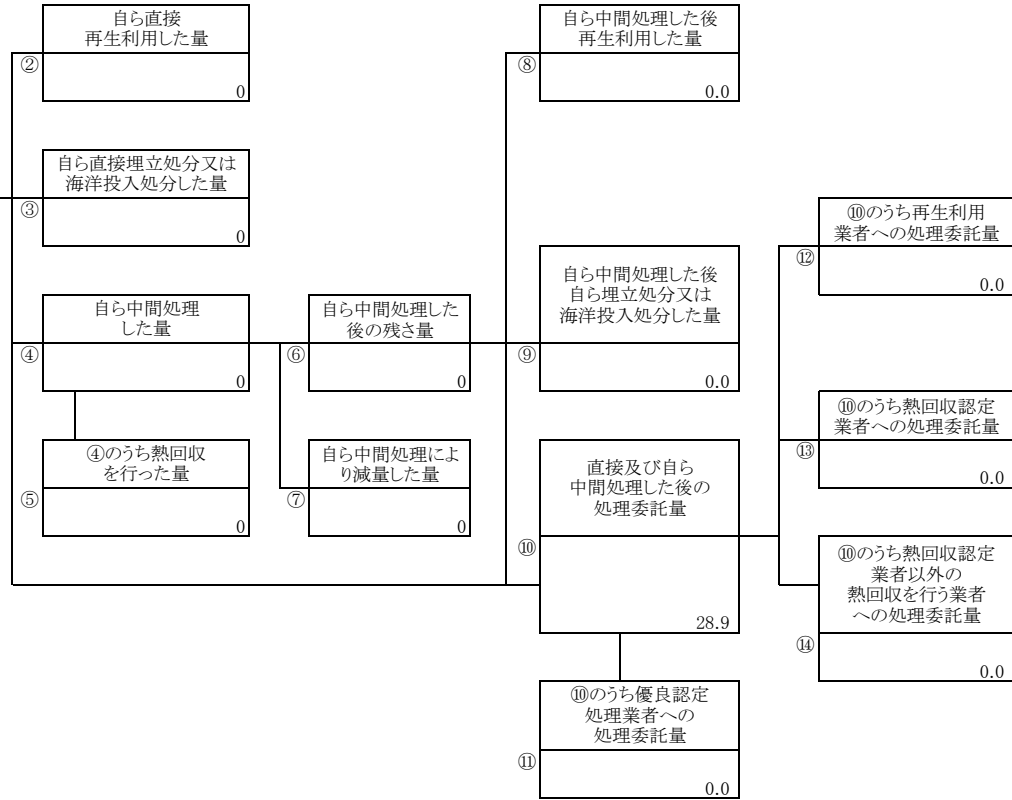 自ら直接
再生利用した量
②
0
自ら直接埋立処分又は
海洋投入処分した量
③
0
自ら中間処理
した量
④
0
④のうち熱回収
を行った量
⑤
0
自ら中間処理した
後の残さ量
⑥
0
自ら中間処理によ
り減量した量
⑦
0
自ら中間処理した後
再生利用した量
⑧
0.0
自ら中間処理した後
自ら埋立処分又は
海洋投入処分した量
⑨
0.0
直接及び自ら
中間処理した後の
処理委託量
⑩
28.9
⑩のうち優良認定
処理業者への
処理委託量
⑪
0.0
⑩のうち再生利用
業者への処理委託量
⑫
0.0
⑩のうち熱回収認定
業者への処理委託量
⑬
0.0
⑩のうち熱回収認定
業者以外の
熱回収を行う業者
への処理委託量
⑭
0.0